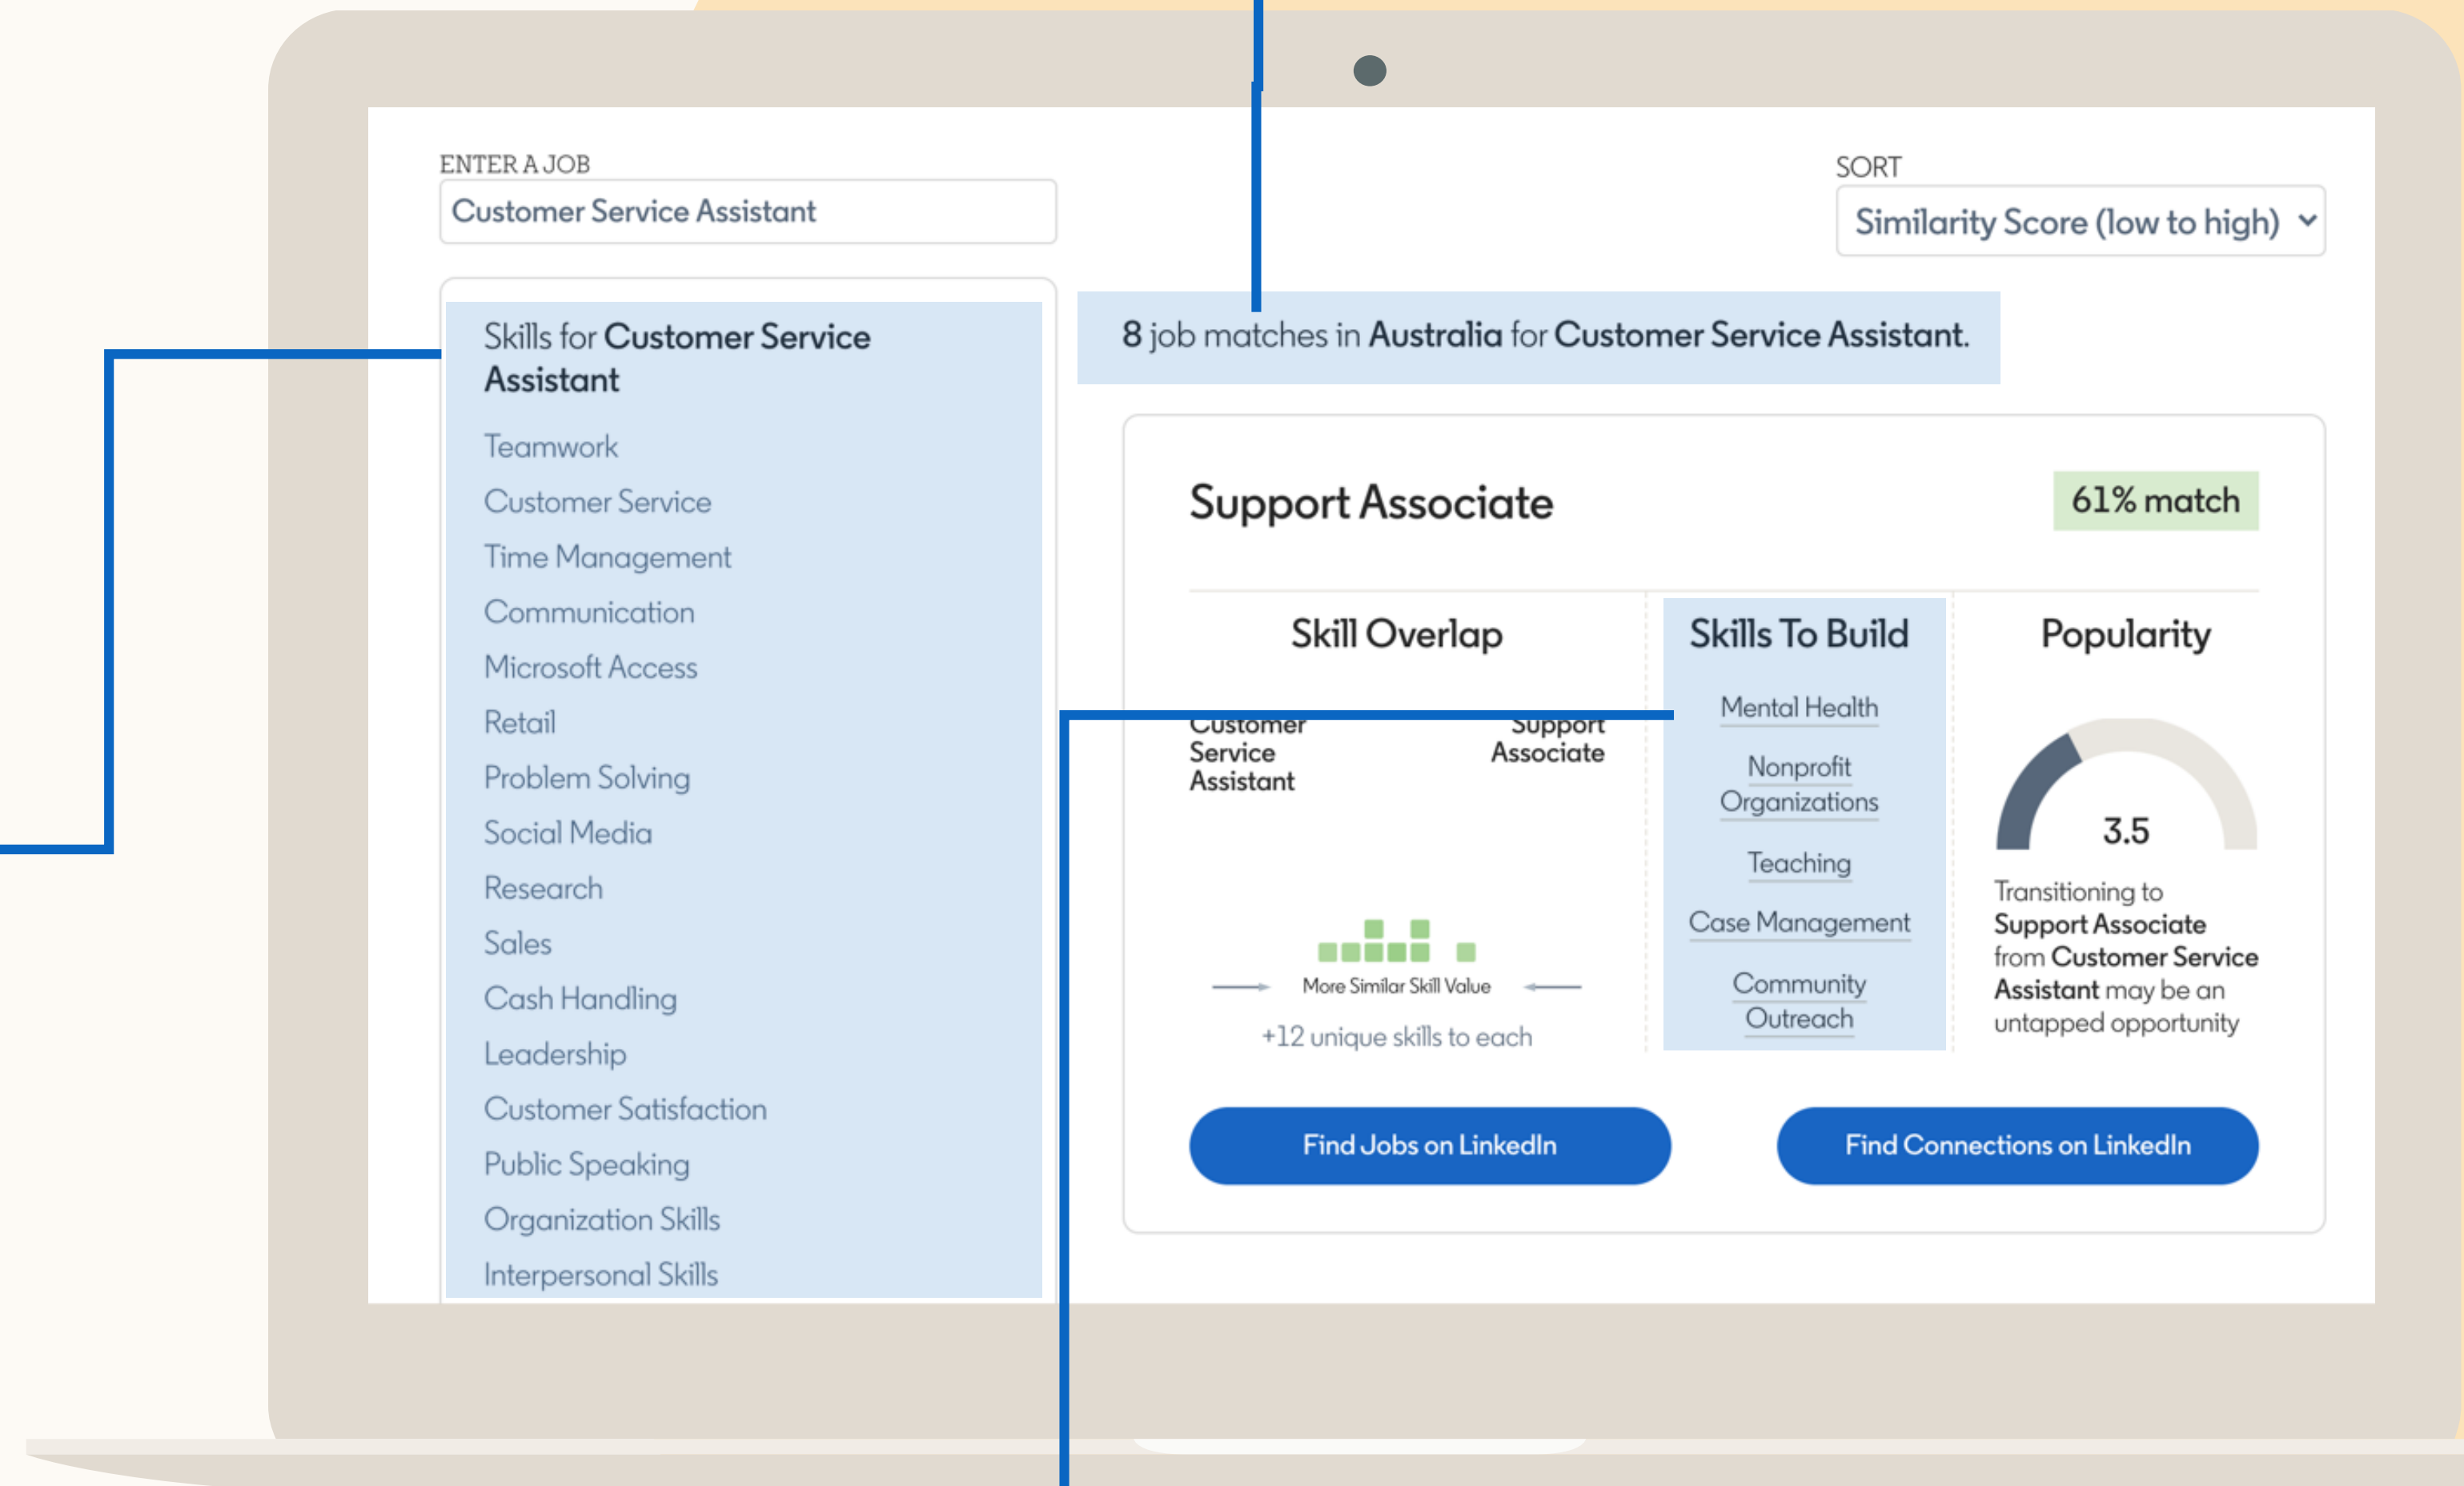 ENTER A JOB
Customer Service Assistant
SORT
Similarity Score (low to high)
Skills for Customer Service
Assistant
Teamwork
Customer Service
Time Management
Communication
Microsoft Access
Retail
Problem Solving
Social Media
Research
Sales
Cash Handling
Leadership
Customer Satisfaction
Public Speaking
Organization Skills
Interpersonal Skills
8 job matches in Australia for Customer Service Assistant.
Support Associate
61% match
Skill Overlap
Customer
Service
Assistant
Support
Associate
More Similar Skill Value
+12 unique skills to each
Skills To Build
Mental Health
Nonprofit
Organizations
Teaching
Case Management
Community
Outreach
Popularity
3.5
Transitioning to
Support Associate
from Customer Service
Assistant may be an
untapped opportunity
Find Jobs on LinkedIn
Find Connections on LinkedIn